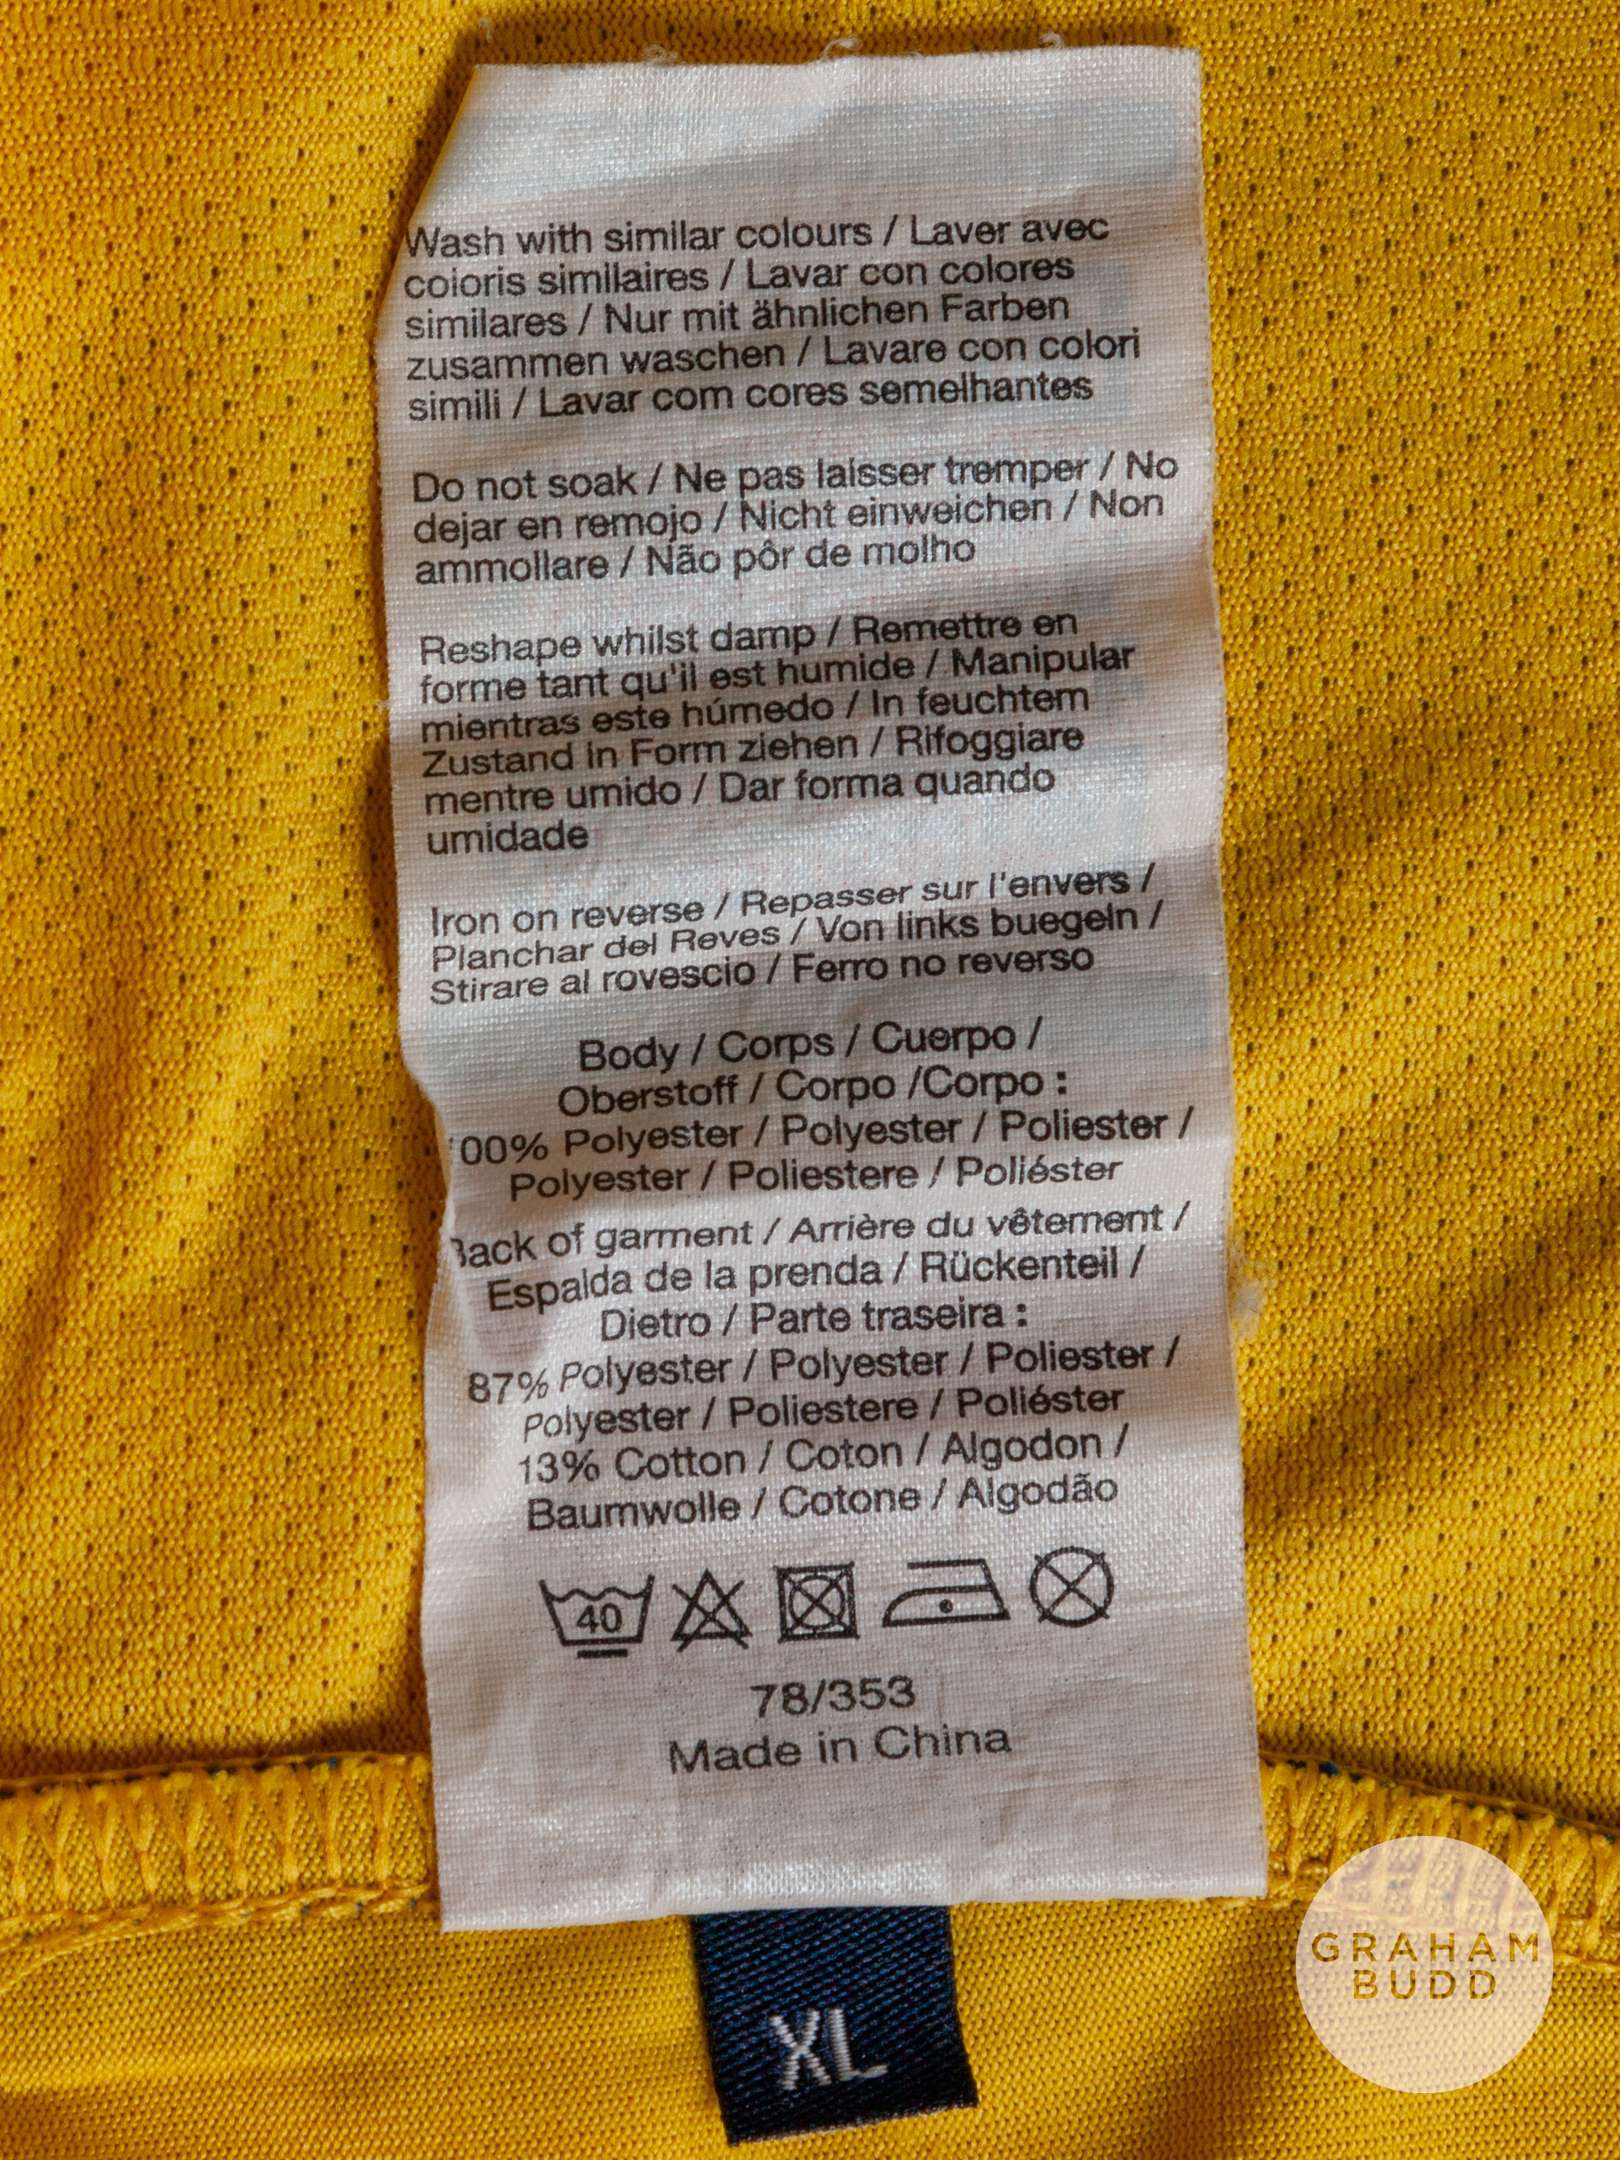 Wash with similar colours / Laver avec
coloris similaires / Lavar con colores
similares / Nur mit ähnlichen Farben
zusammen waschen / Lavare con colori
simili / Lavar com cores semelhantes
Do not soak / Ne pas laisser tremper / No
dejar en remojo / Nicht einweichen / Non
ammollare / Não pôr de molho
Reshape whilst damp / Remettre en
forme tant qu'il est humide / Manipular
mientras este húmedo / In feuchtem
Zustand in Form ziehen / Rifoggiare
mentre umido / Dar forma quando
umidade
Iron on reverse / Repasser sur l'envers /
Planchar del Reves / Von links buegeln /
Stirare al rovescio / Ferro no reverso
Body / Corps / Cuerpo /
Oberstoff / Corpo /Corpo :
100% Polyester / Polyester / Poliester /
Polyester / Poliestere / Poliéster
Back of garment / Arrière du vêtement /
Espalda de la prenda / Rückenteil /
Dietro / Parte traseira :
87% Polyester / Polyester / Poliester /
Polyester / Poliestere / Poliéster
13% Cotton / Coton / Algodon /
Baumwolle / Cotone / Algodão
40
78/353
Made in China
XL
GRAHAM
BUDD